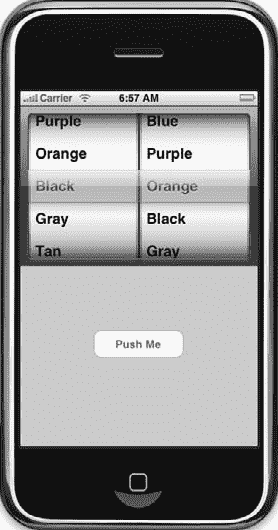 Carrier 6:57 AM
Purple Blue
Orange Purple
Black Orange
Gray Black
Tan Gray
Push Me